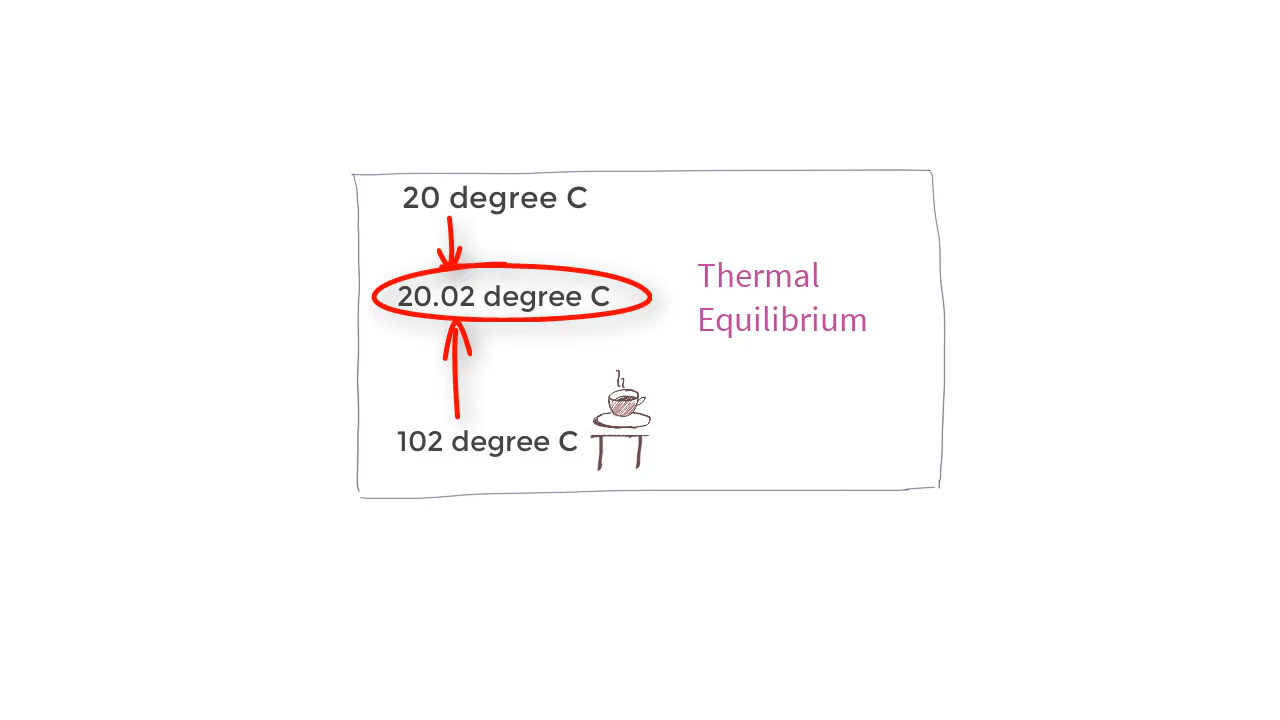 20 degree C
20.02 degree C
Thermal
Equilibrium
102 degree C